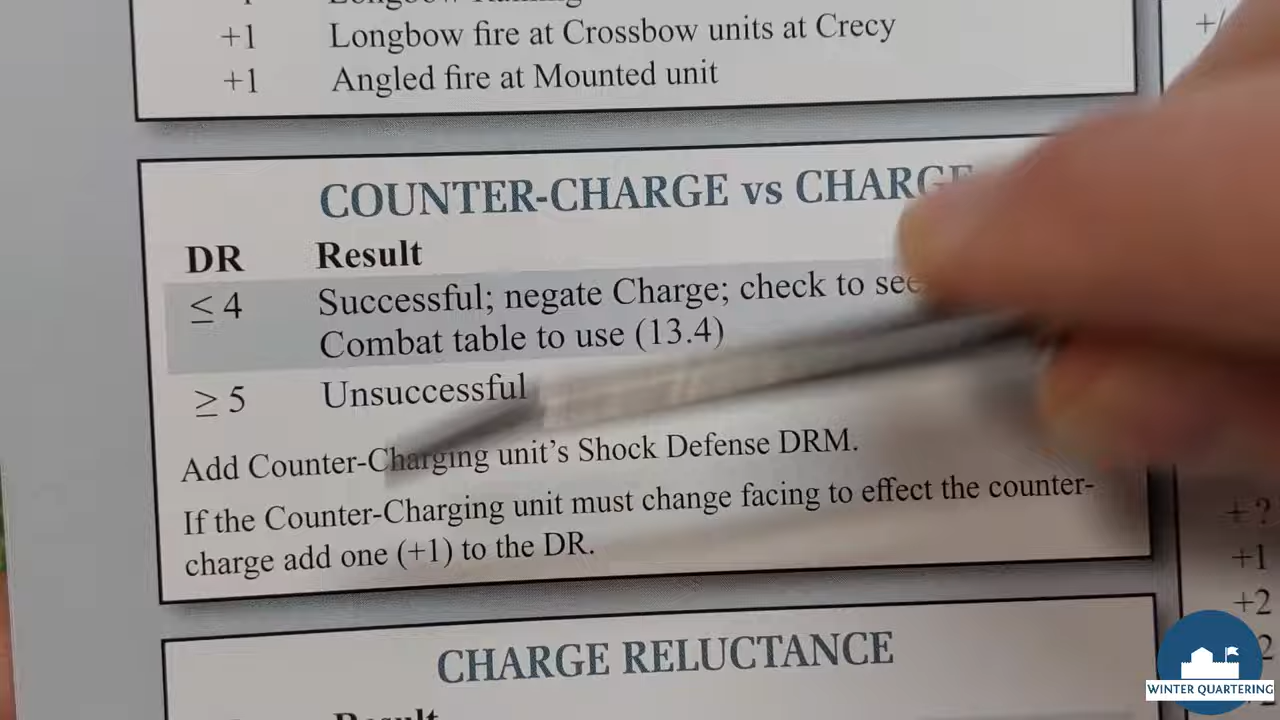 +1 Longbow fire at Crossbow units at Crecy
+1 Angled fire at Mounted unit
COUNTER-CHARGE vs CHARGE
DR Result
≤ 4 Successful; negate Charge; check to see
Combat table to use (13.4)
≥ 5 Unsuccessful
Add Counter-Charging unit's Shock Defense DRM.
If the Counter-Charging unit must change facing to effect the counter-
charge add one (+1) to the DR.
CHARGE RELUCTANCE
Result
+?
+1
+2
WINTER QUARTERING